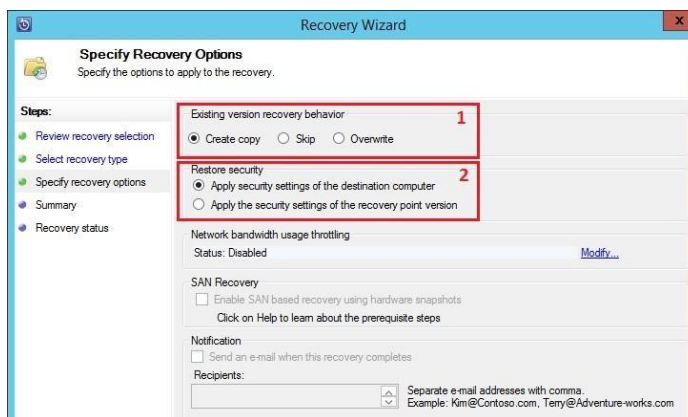 Recovery Wizard
x
Specify Recovery Options
Specify the options to apply to the recovery.
Steps:
Review recovery selection
Select recovery type
Specify recovery options
Summary
Recovery status
Existing version recovery behavior
1
Create copy Skip Overwrite
Restore security
2
Apply security settings of the destination computer
Apply the security settings of the recovery point version
Network bandwidth usage throttling
Status: Disabled Modify...
SAN Recovery
Enable SAN based recovery using hardware snapshots
Click on Help to learn about the prerequisite steps
Notification
Send an e-mail when this recovery completes
Recipients:
Separate e-mail addresses with comma.
Example: Kim@Contoso.com, Terry@Adventure-works.com